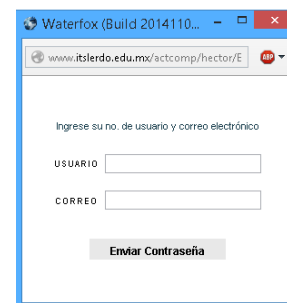 Waterfox (Build 2014110...
www.itslerdo.edu.mx/actcomp/hector/E
ABP
Ingrese su no. de usuario y correo electrónico
USUARIO
CORREO
Enviar Contraseña